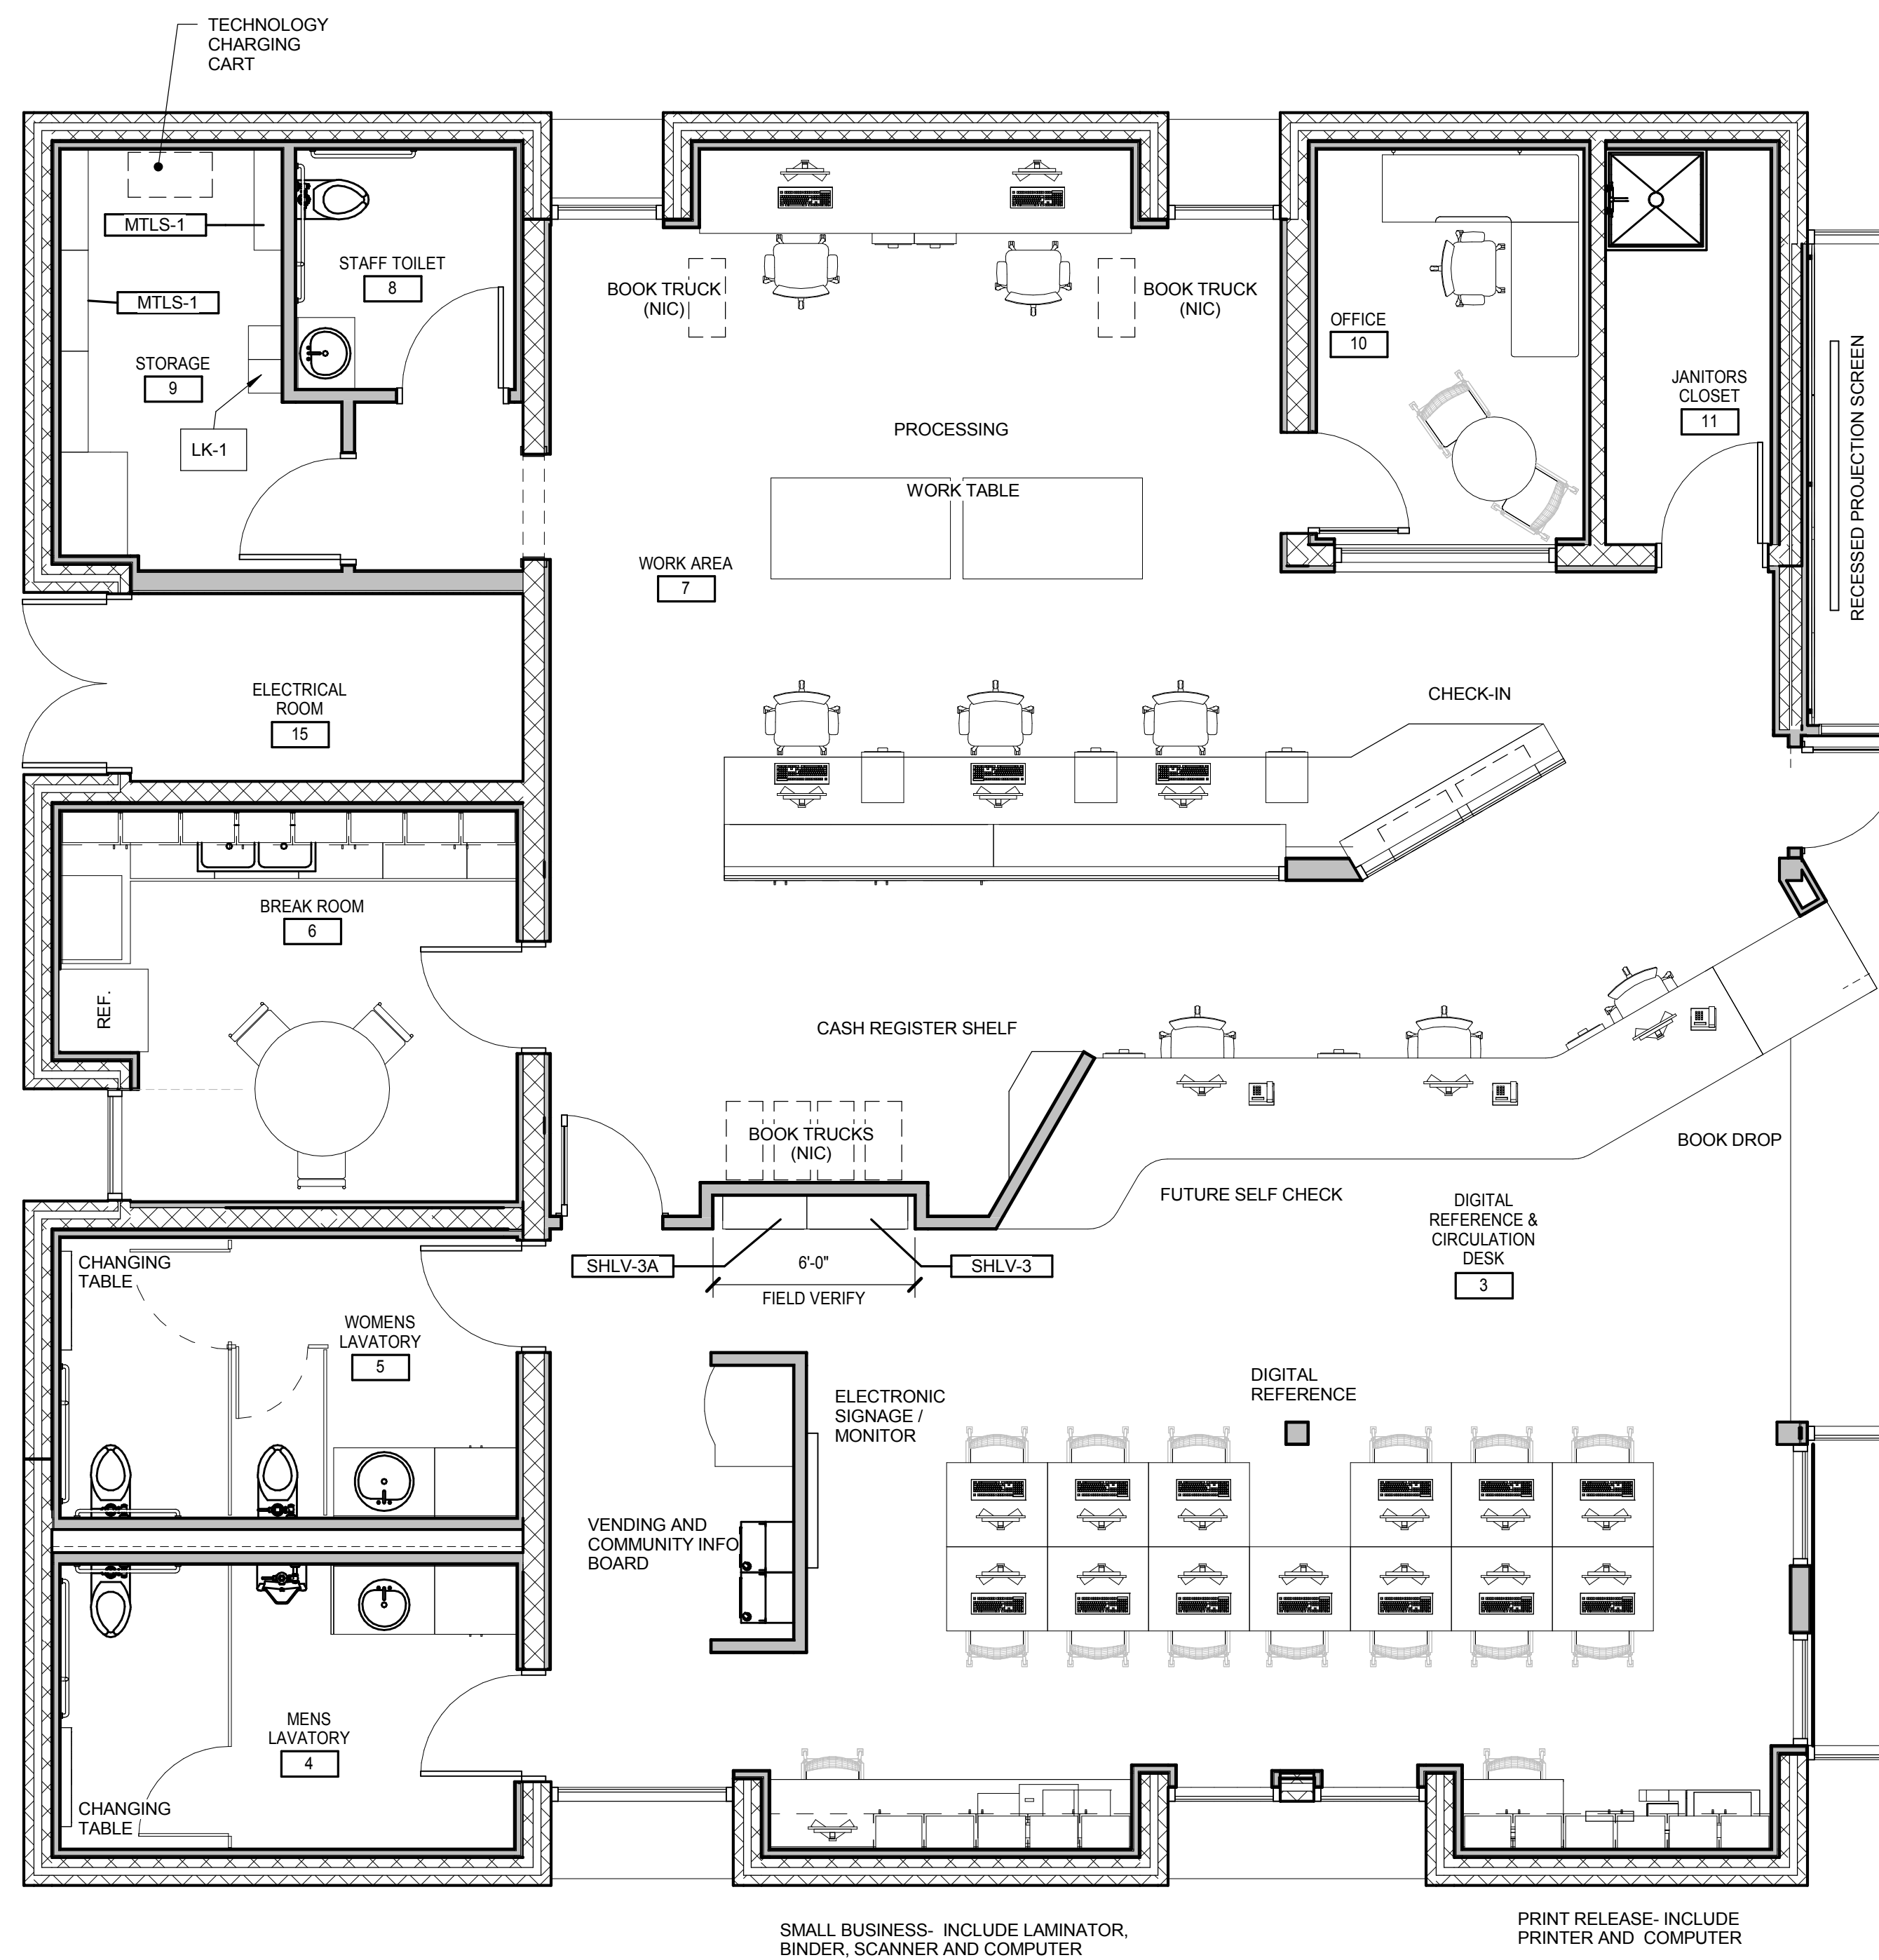 TECHNOLOGY
CHARGING
CART
MTLS-1
MTLS-1
STAFF TOILET
8
STORAGE
9
LK-1
BOOK TRUCK
(NIC)
BOOK TRUCK
(NIC)
OFFICE
10
JANITORS
CLOSET
11
RECESSED PROJECTION SCREEN
PROCESSING
WORK TABLE
WORK AREA
7
ELECTRICAL
ROOM
15
CHECK-IN
BREAK ROOM
6
REF.
CASH REGISTER SHELF
BOOK TRUCKS
(NIC)
BOOK DROP
FUTURE SELF CHECK
DIGITAL
REFERENCE &
CIRCULATION
DESK
3
SHLV-3A
6'-0"
SHLV-3
FIELD VERIFY
CHANGING
TABLE
WOMENS
LAVATORY
5
DIGITAL
REFERENCE
ELECTRONIC
SIGNAGE /
MONITOR
VENDING AND
COMMUNITY INFO
BOARD
MENS
LAVATORY
4
CHANGING
TABLE
SMALL BUSINESS- INCLUDE LAMINATOR,
BINDER, SCANNER AND COMPUTER
PRINT RELEASE- INCLUDE
PRINTER AND COMPUTER